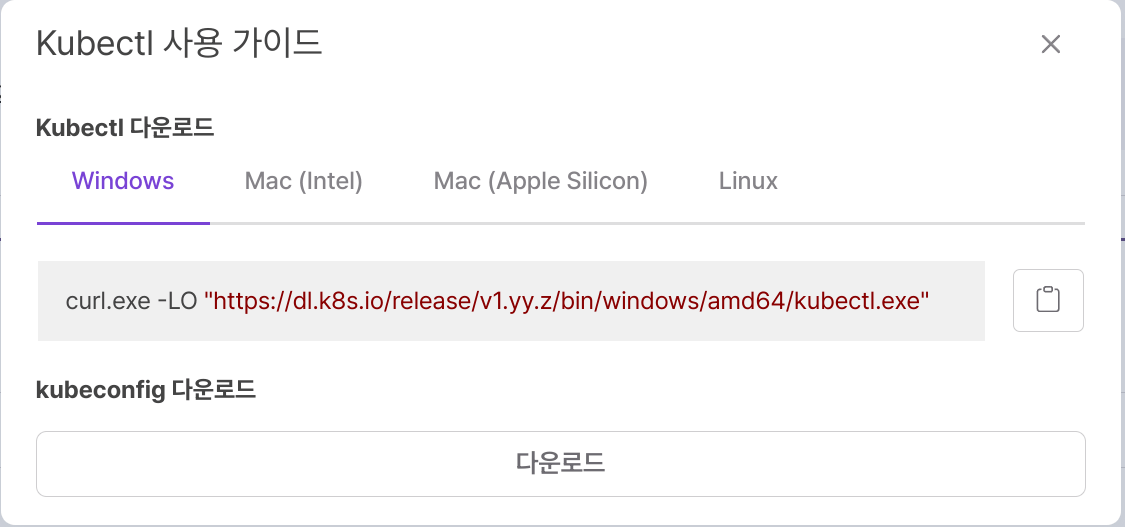 Kubectl 사용 가이드
Kubectl 다운로드
Windows Mac (Intel) Mac (Apple Silicon) Linux
curl.exe -LO "https://dl.k8s.io/release/v1.yy.z/bin/windows/amd64/kubectl.exe"
kubeconfig 다운로드
다운로드